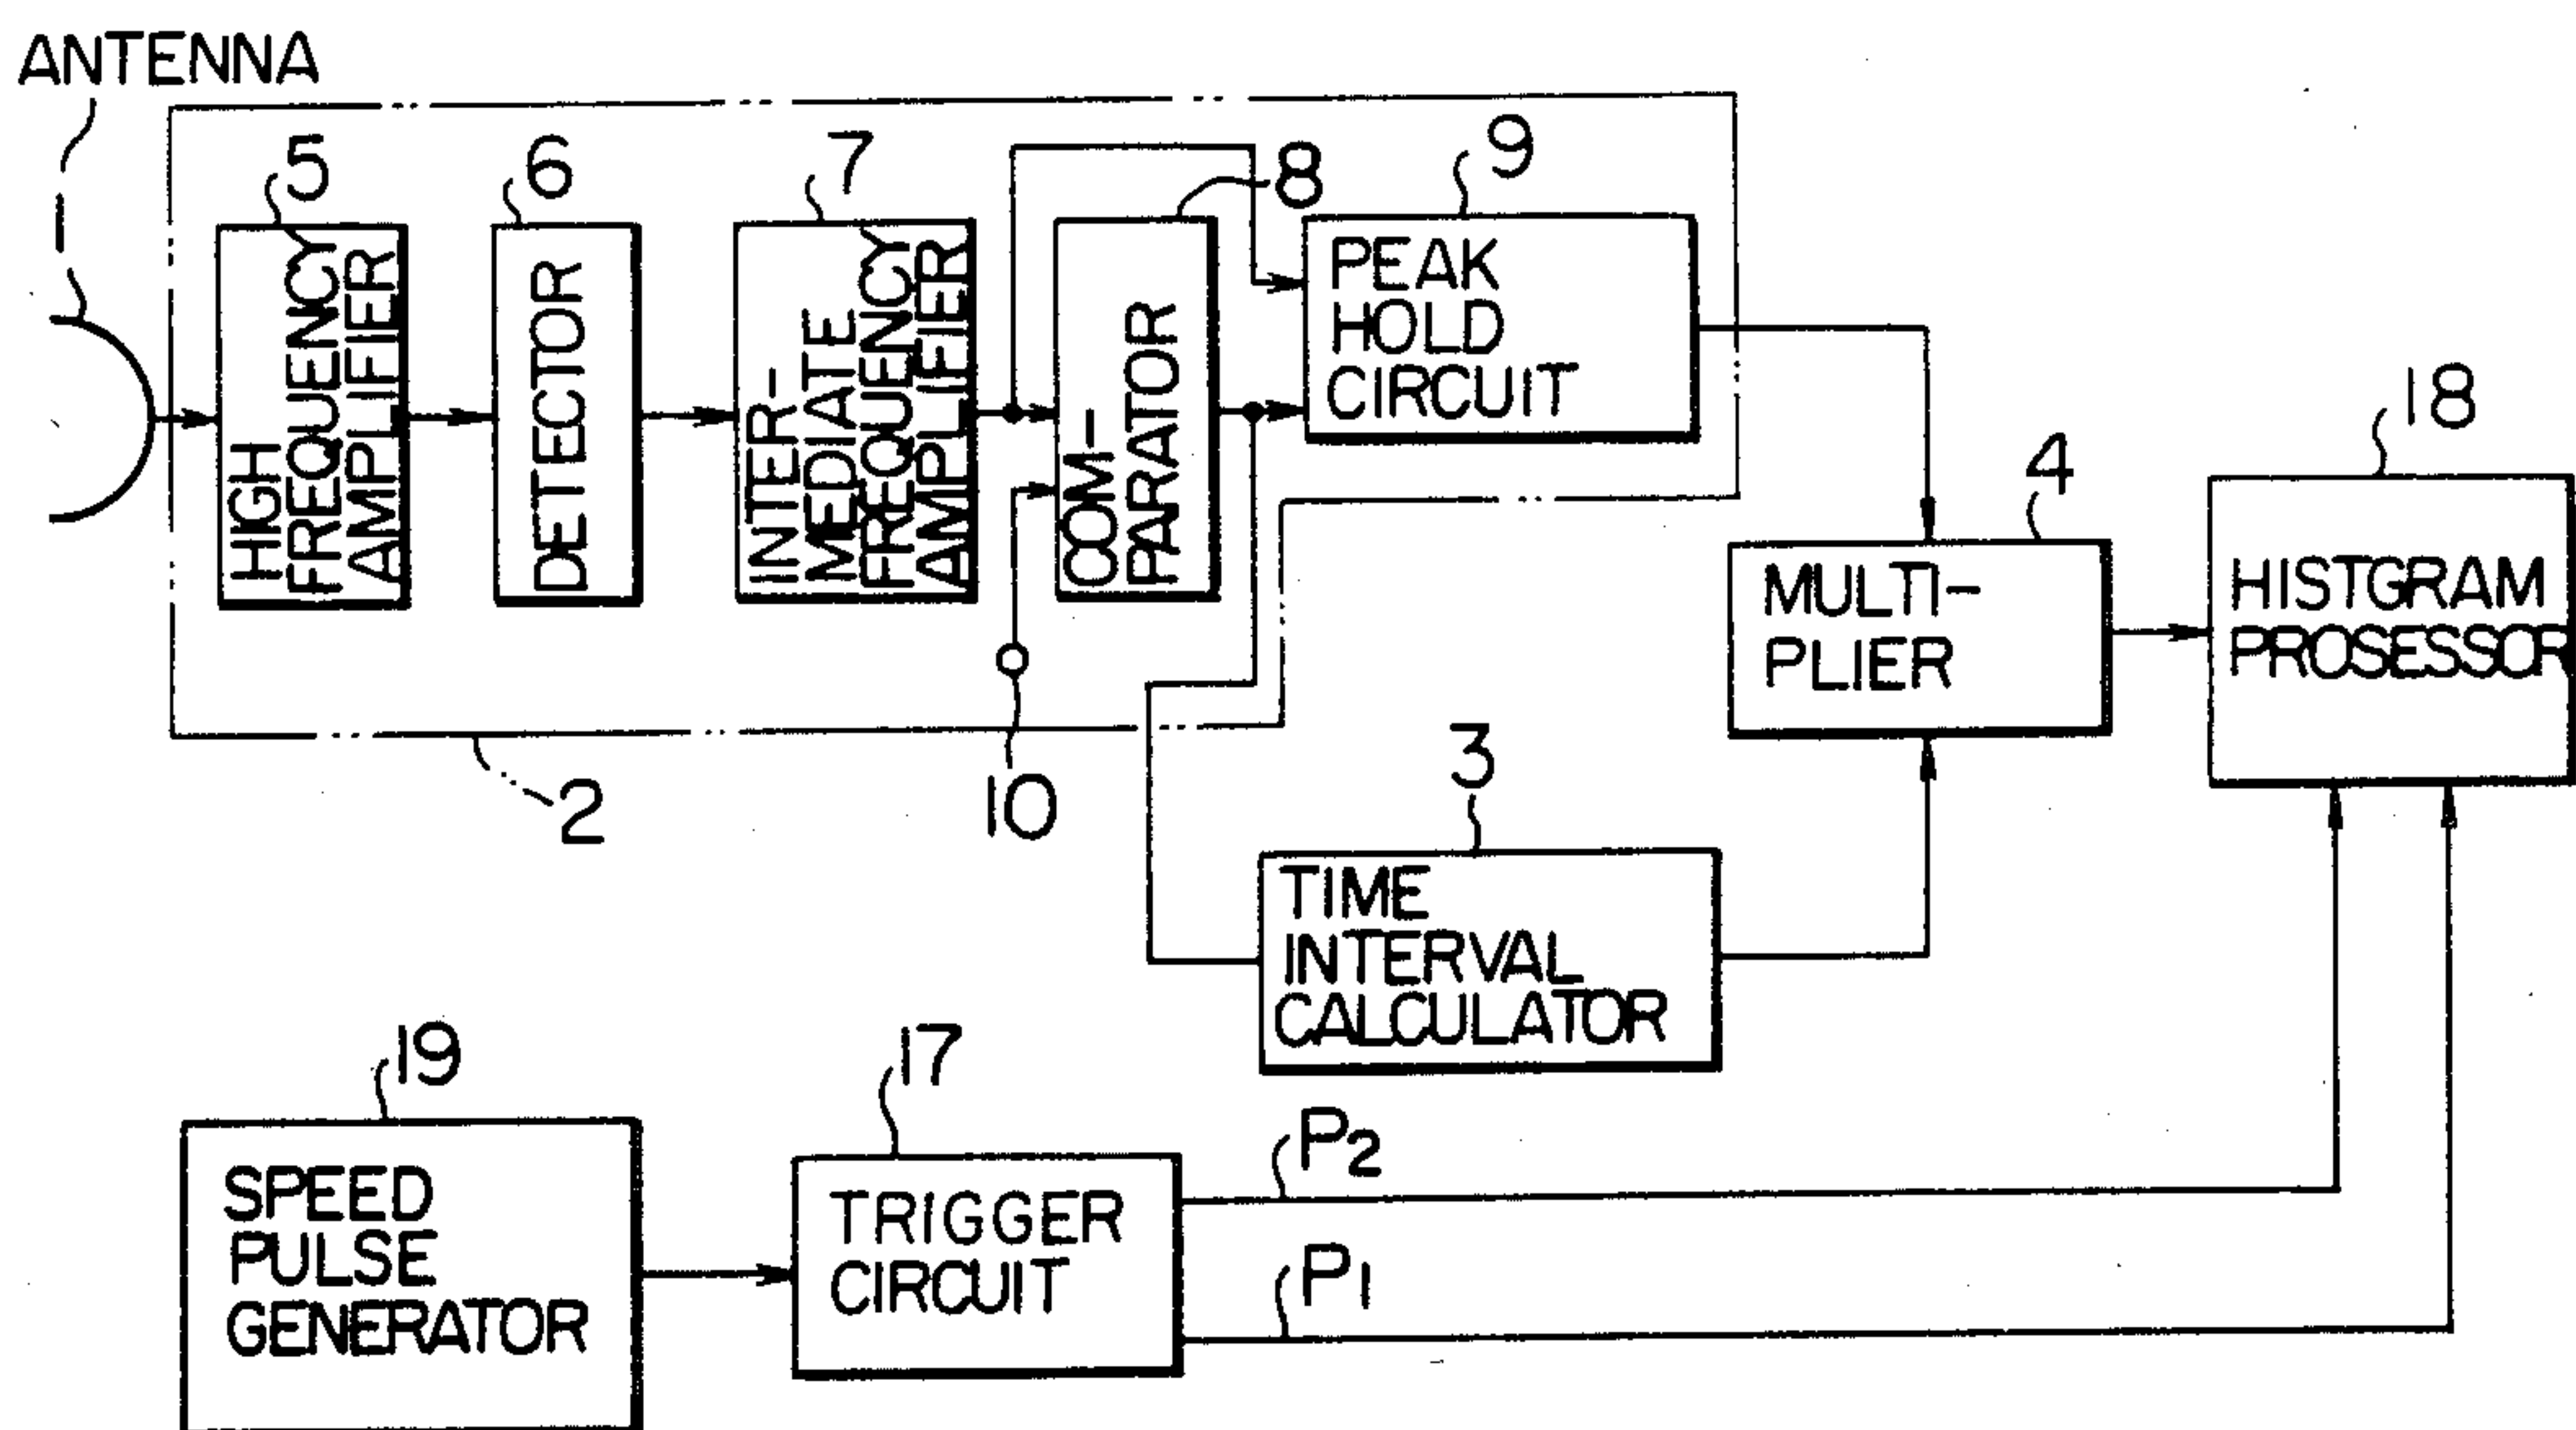 ANTENNA
5
6
7
8
9
HIGH
FREQUENCY
AMPLIFIER
DETECTOR
INTER-
MEDIATE
FREQUENCY
AMPLIFIER
COM-
PARATOR
PEAK
HOLD
CIRCUIT
2
10
4
MULTI-
PLIER
18
HISTGRAM
PROSESSOR
3
TIME
INTERVAL
CALCULATOR
19
SPEED
PULSE
GENERATOR
17
TRIGGER
CIRCUIT
P2
P1